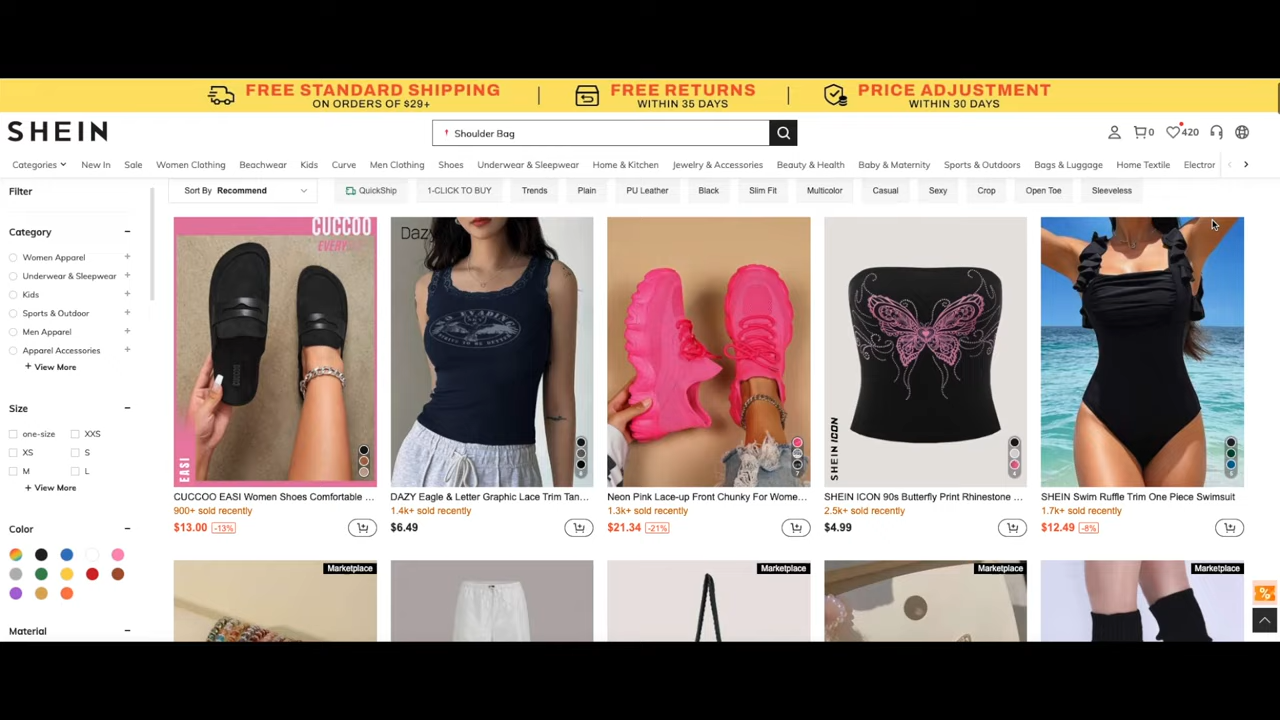 FREE STANDARD SHIPPING
ON ORDERS OF $29+
FREE RETURNS
WITHIN 35 DAYS
PRICE ADJUSTMENT
WITHIN 30 DAYS
SHEIN
Shoulder Bag
0
420
Categories
New In
Sale
Women Clothing
Beachwear
Kids
Curve
Men Clothing
Shoes
Underwear & Sleepwear
Home & Kitchen
Jewelry & Accessories
Beauty & Health
Baby & Maternity
Sports & Outdoors
Bags & Luggage
Home Textile
Electror
Filter
Sort By Recommend
QuickShip
1-CLICK TO BUY
Trends
Plain
PU Leather
Black
Slim Fit
Multicolor
Casual
Sexy
Crop
Open Toe
Sleeveless
Category
Women Apparel
Underwear & Sleepwear
Kids
Sports & Outdoor
Men Apparel
Apparel Accessories
+ View More
Size
one-size
XXS
XS
S
M
L
+ View More
Color
Material
CUCCOO
EVERY
CUCCOO
EASI
CUCCOO EASI Women Shoes Comfortable ...
900+ sold recently
$13.00 -13%
Dazy
6
DAZY Eagle & Letter Graphic Lace Trim Tan...
1.4k+ sold recently
$6.49
7
Neon Pink Lace-up Front Chunky For Wome...
1.3k+ sold recently
$21.34 -21%
SHEIN ICON
4
SHEIN ICON 90s Butterfly Print Rhinestone ...
2.5k+ sold recently
$4.99
SHEIN Swim Ruffle Trim One Piece Swimsuit
1.7k+ sold recently
$12.49 -8%
Marketplace
Marketplace
Marketplace
Marketplace
%